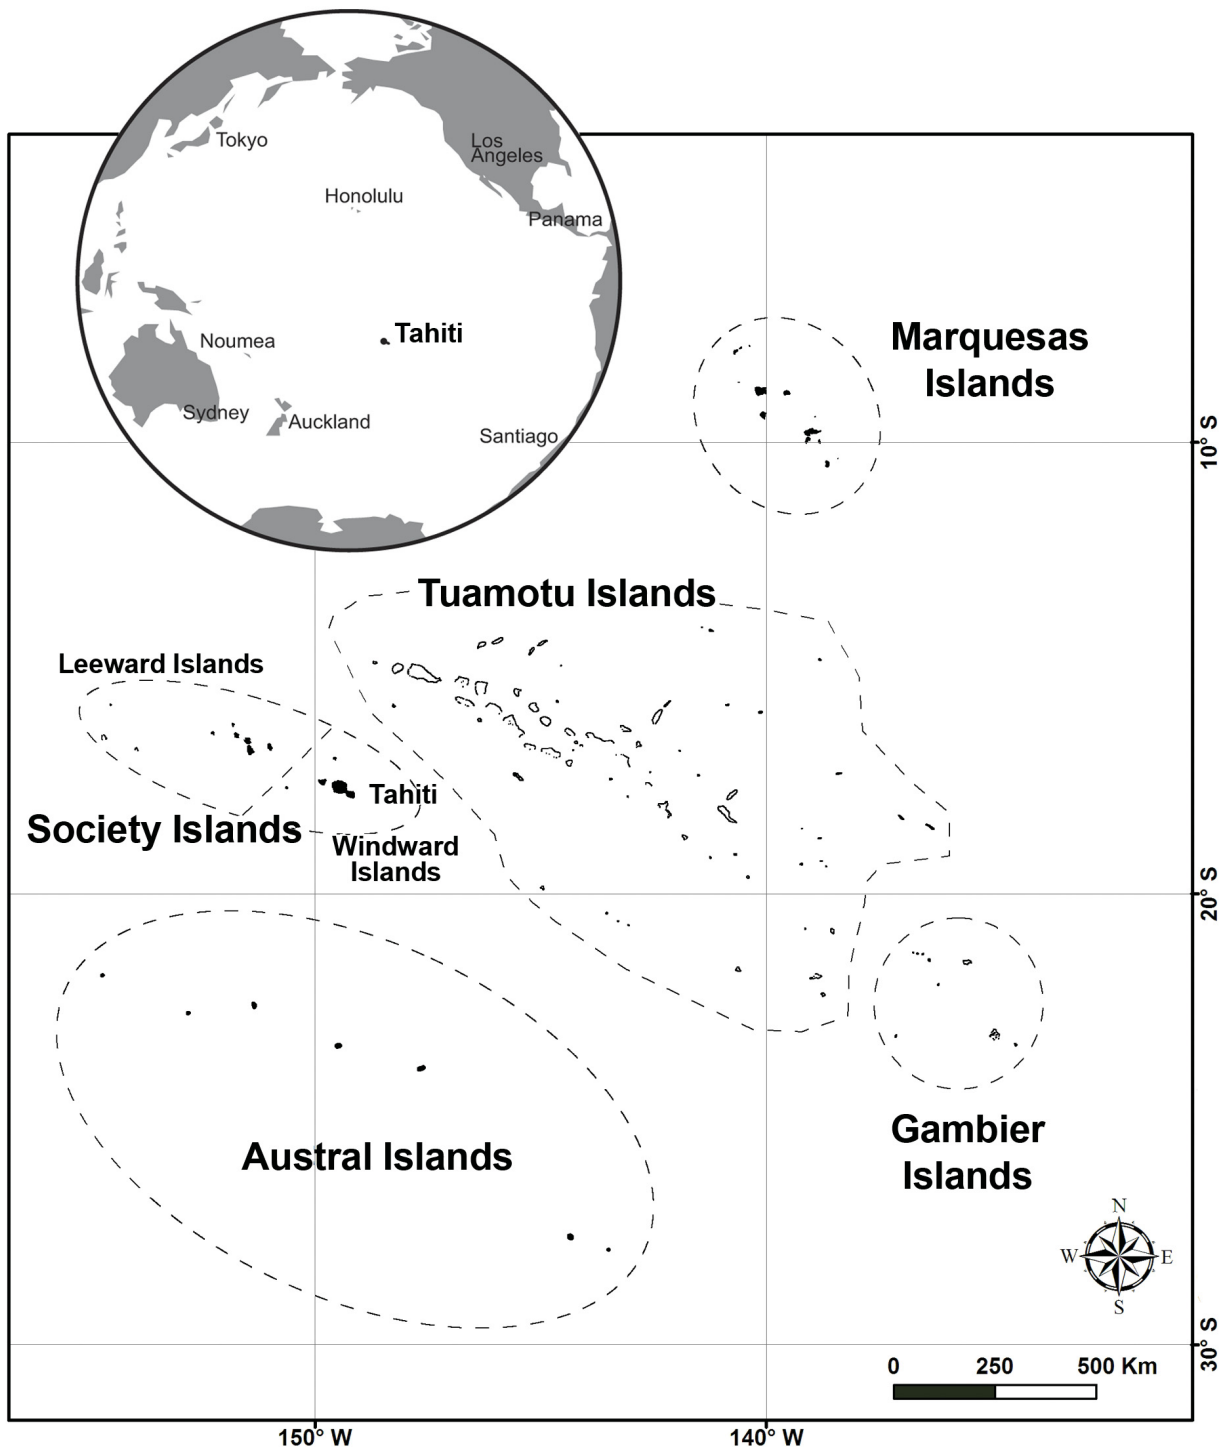 Tokyo
Los
Angeles
Honolulu
Panama
Tahiti
Noumea
Sydney
Auckland
Santiago
Marquesas
Islands
10° S
Tuamotu Islands
Leeward Islands
Tahiti
Society Islands
Windward
Islands
20° S
Austral Islands
Gambier
Islands
N
W
E
S
30° S
0
250
500 Km
150° W
140° W